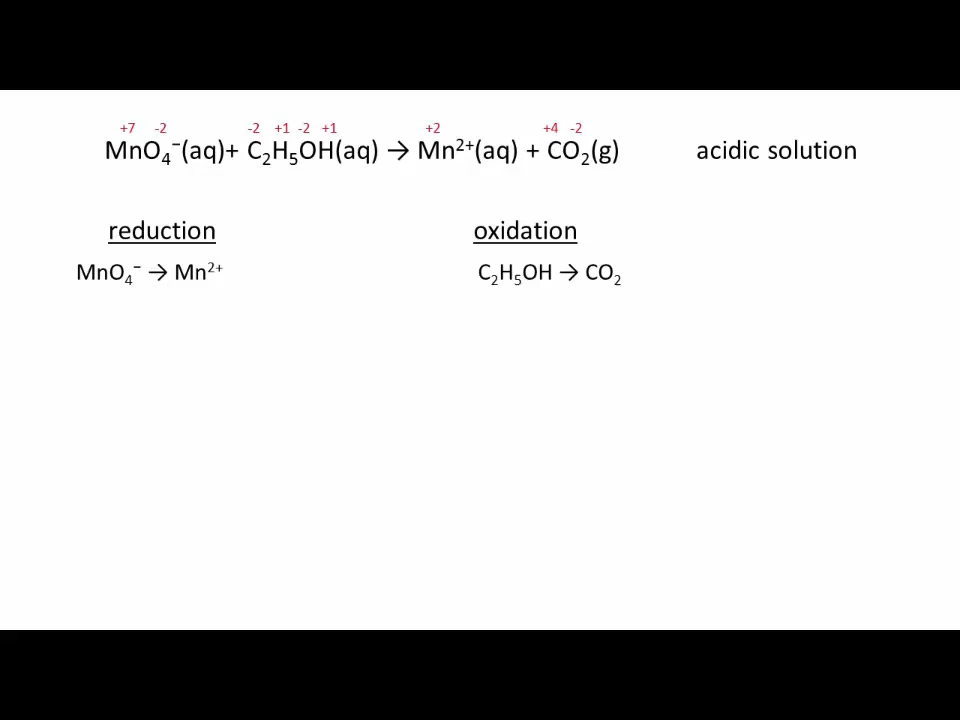 +7 -2 -2 +1 -2 +1 +2 +4 -2
MnO₄⁻(aq)+ C₂H₅OH(aq) → Mn²⁺(aq) + CO₂(g) acidic solution
reduction oxidation
MnO₄⁻ → Mn²⁺ C₂H₅OH → CO₂